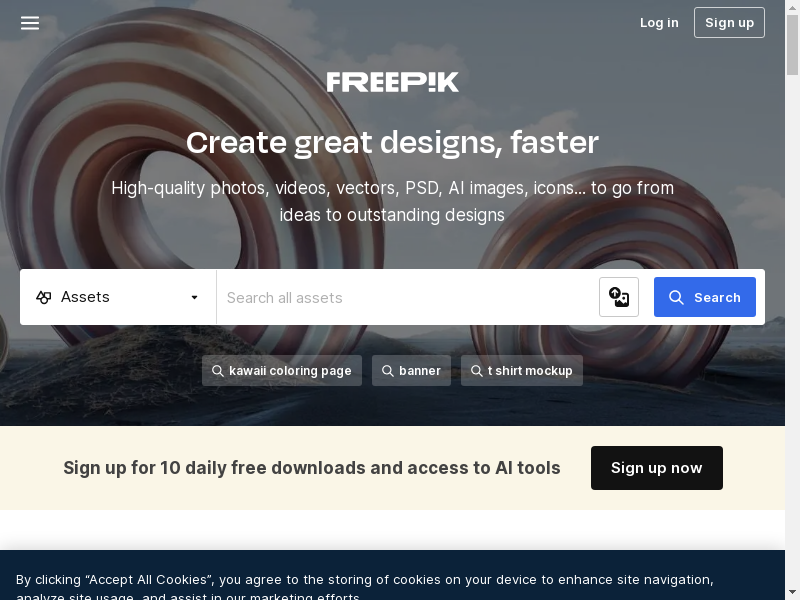 Log in
Sign up
FREEPIK
Create great designs, faster
High-quality photos, videos, vectors, PSD, AI images, icons... to go from
ideas to outstanding designs
Assets
Search all assets
Search
kawaii coloring page
banner
t shirt mockup
Sign up for 10 daily free downloads and access to AI tools
Sign up now
By clicking “Accept All Cookies”, you agree to the storing of cookies on your device to enhance site navigation,
analyze site usage, and assist in our marketing efforts.